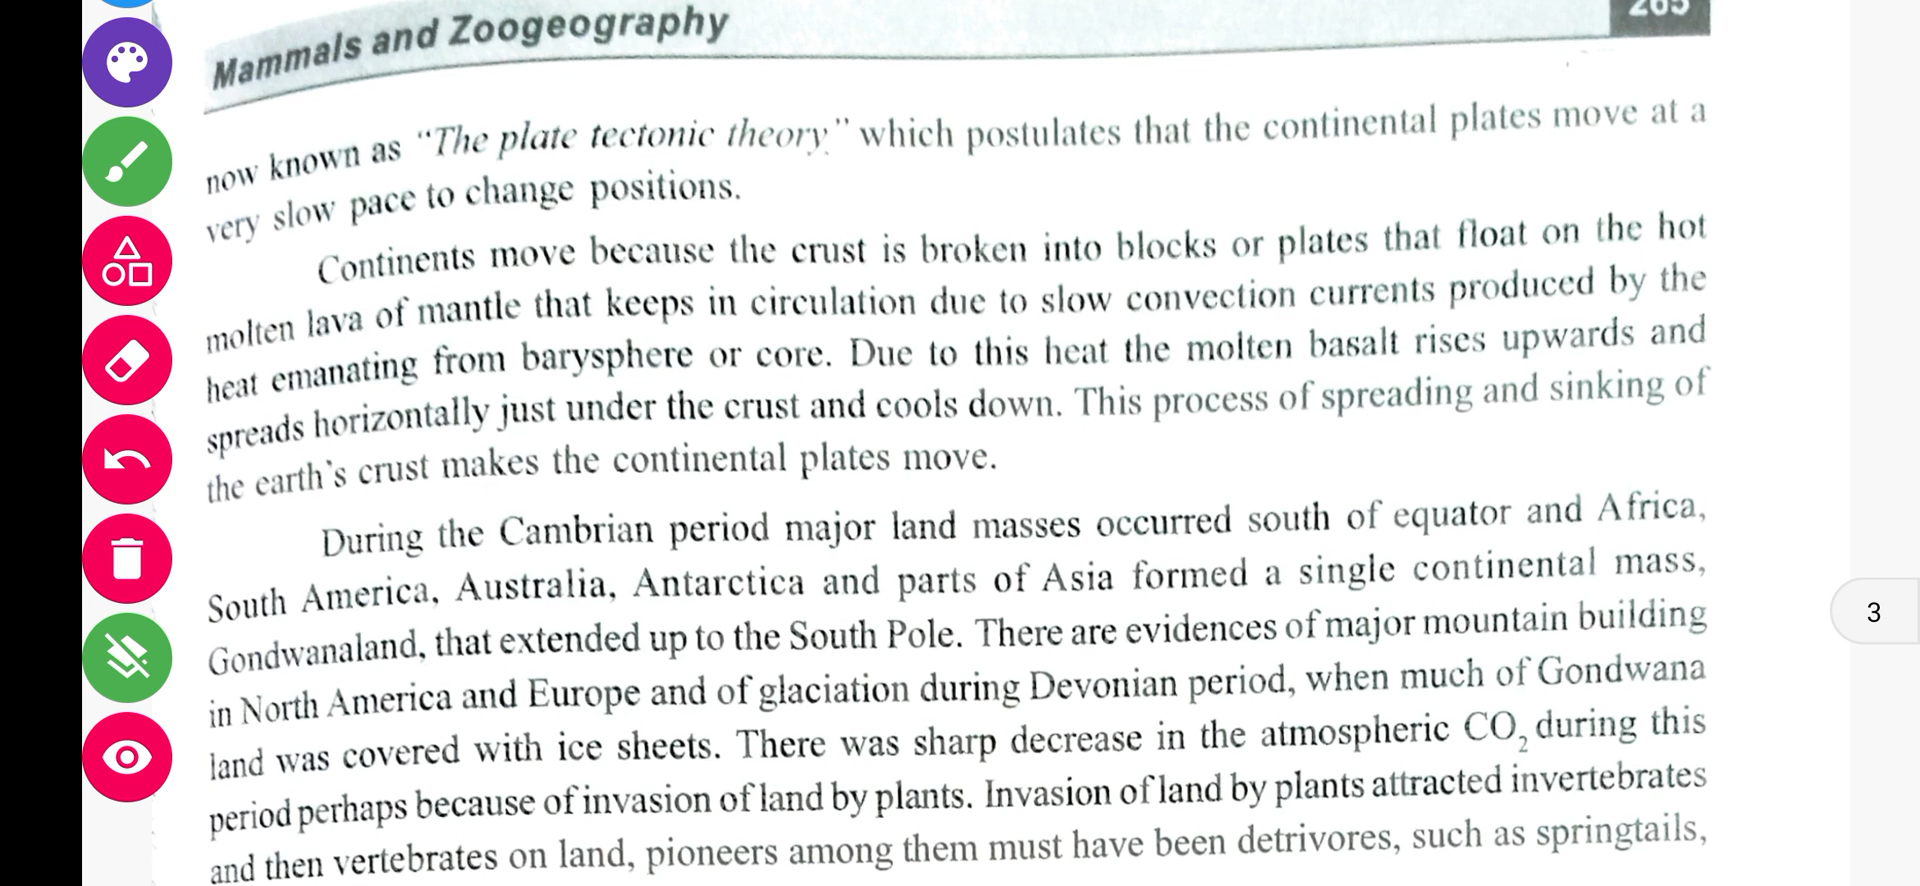 Mammals and Zoogeography
265
now known as “The plate tectonic theory” which postulates that the continental plates move at a
very slow pace to change positions.
Continents move because the crust is broken into blocks or plates that float on the hot
molten lava of mantle that keeps in circulation due to slow convection currents produced by the
heat emanating from barysphere or core. Due to this heat the molten basalt rises upwards and
spreads horizontally just under the crust and cools down. This process of spreading and sinking of
the earth’s crust makes the continental plates move.
During the Cambrian period major land masses occurred south of equator and Africa,
South America, Australia, Antarctica and parts of Asia formed a single continental mass,
Gondwanaland, that extended up to the South Pole. There are evidences of major mountain building
in North America and Europe and of glaciation during Devonian period, when much of Gondwana
land was covered with ice sheets. There was sharp decrease in the atmospheric CO₂ during this
period perhaps because of invasion of land by plants. Invasion of land by plants attracted invertebrates
and then vertebrates on land, pioneers among them must have been detrivores, such as springtails,
3